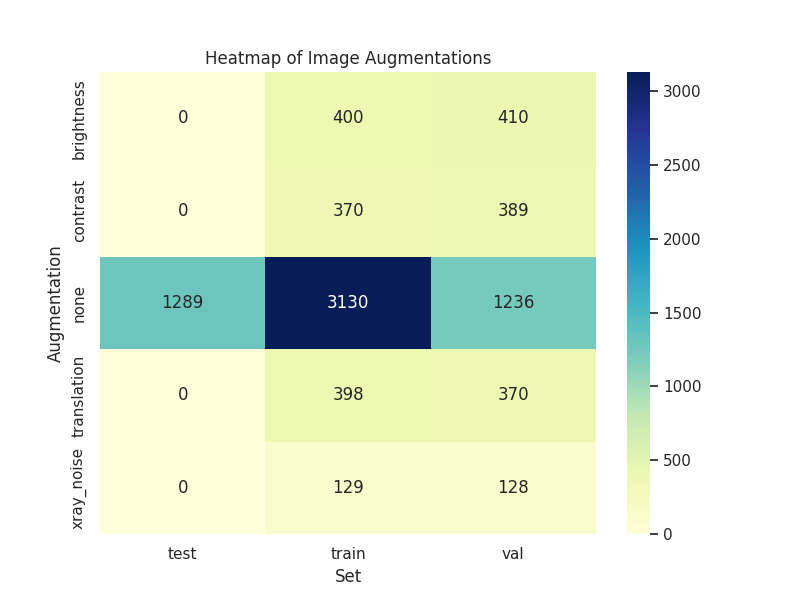 Heatmap of Image Augmentations
Augmentation
brightness
0 400 410
contrast
0 370 389
none
1289 3130 1236
translation
0 398 370
xray_noise
0 129 128
test train val
Set
3000
2500
2000
1500
1000
500
0